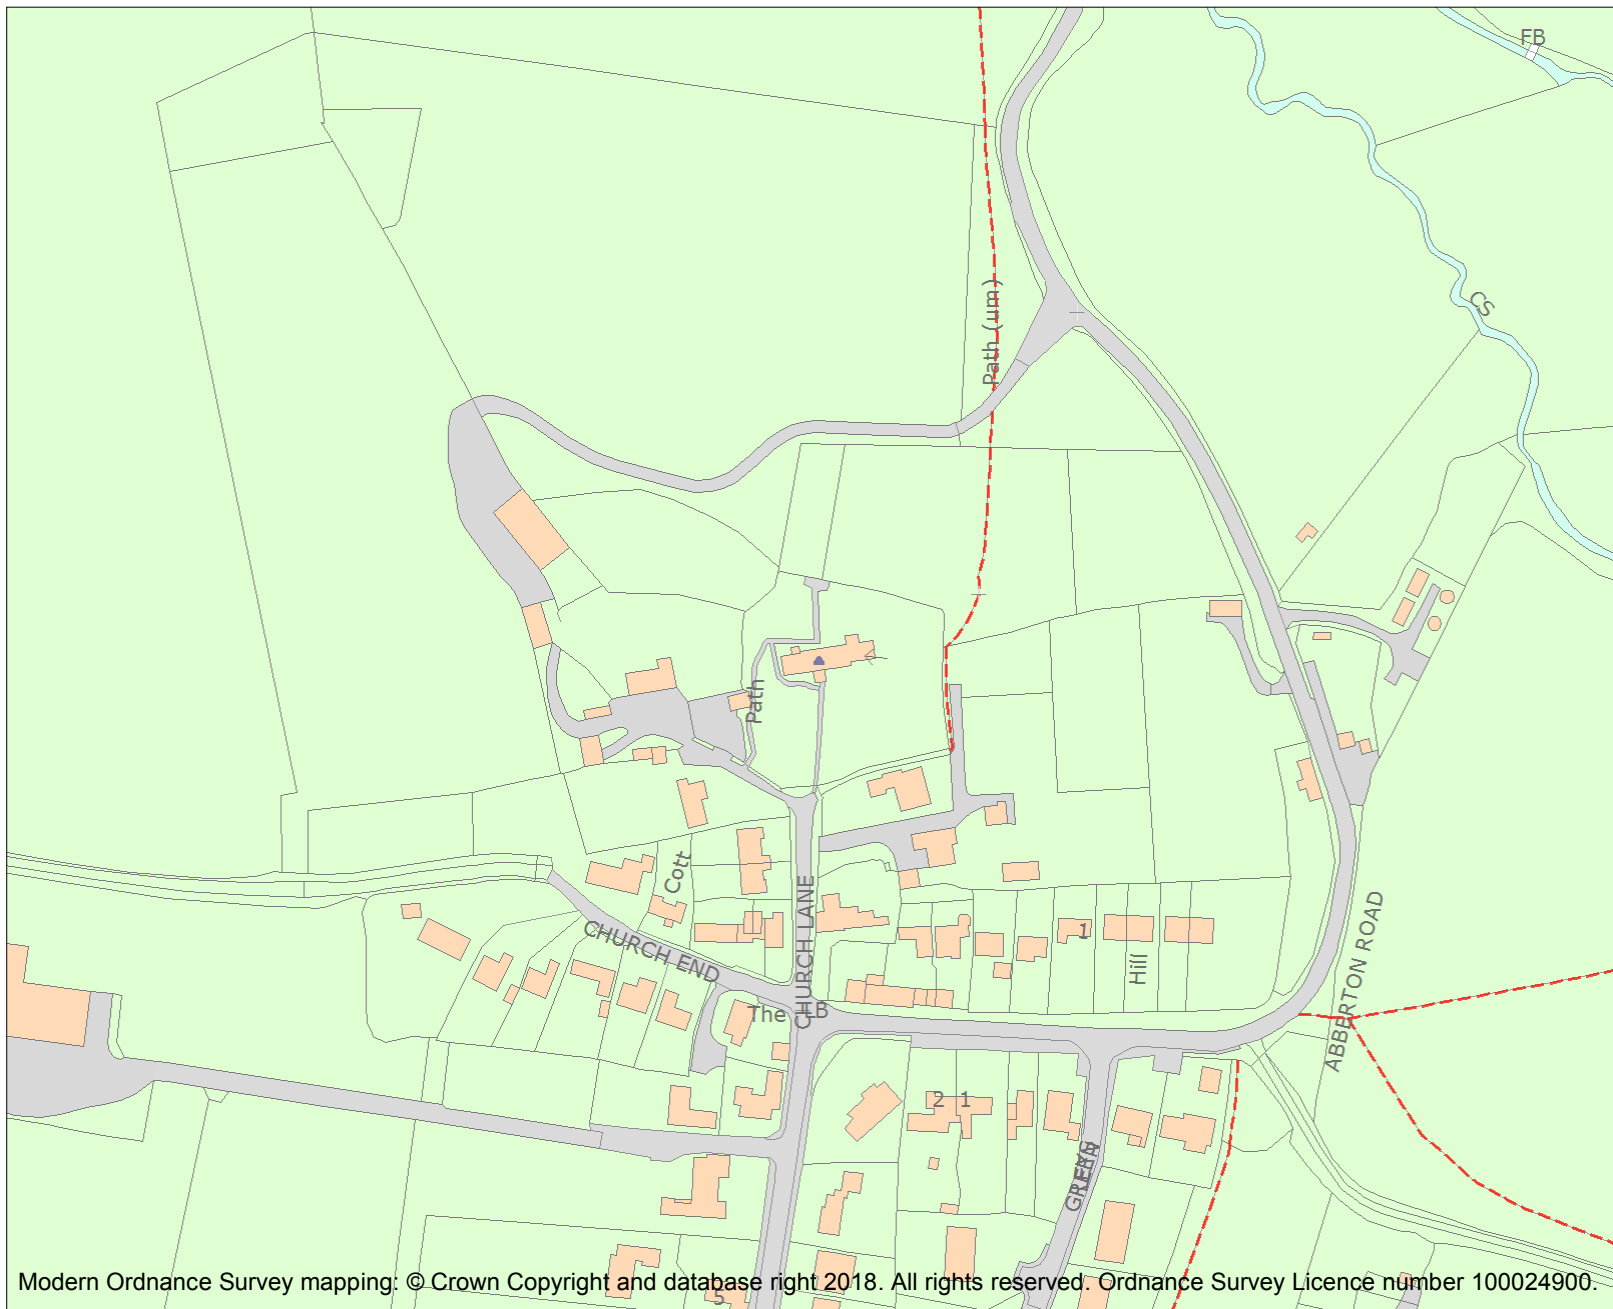 FB
CS
Path (um)
Path
Cott
CHURCH LANE
CHURCH END
1
Hill
ABBERTON ROAD
The
LB
2 1
GREEN
5
Modern Ordnance Survey mapping: © Crown Copyright and database right 2018. All rights reserved. Ordnance Survey Licence number 100024900.